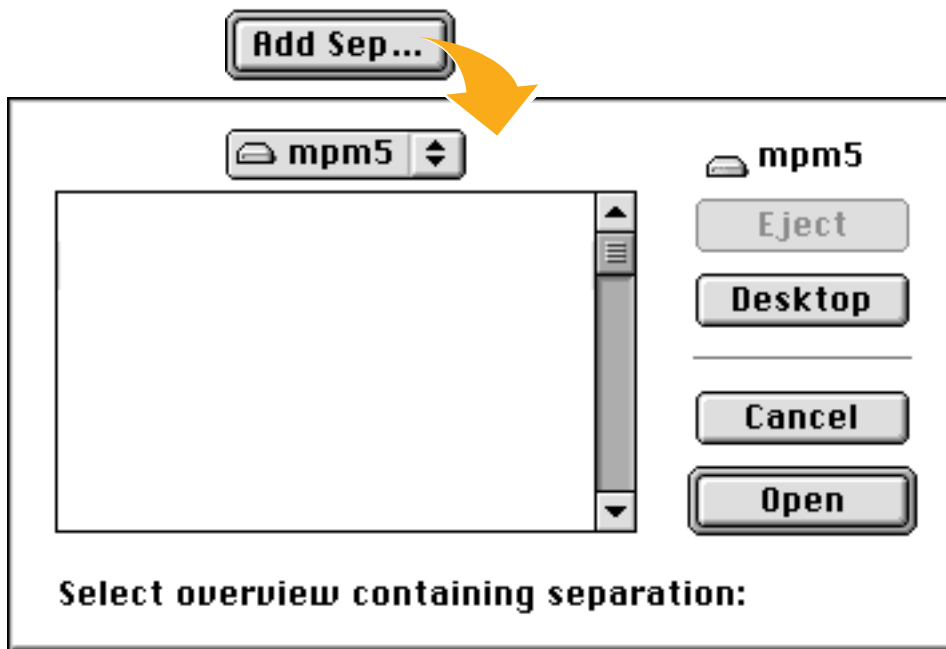 Add Sep...
mpm5
mpm5
Eject
Desktop
Cancel
Open
Select overview containing separation: